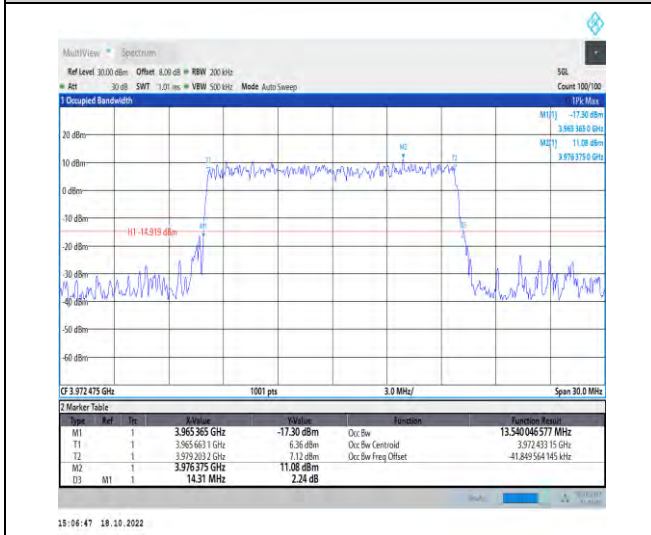 MultiView Spectrum
Ref Level 30.00 dBm Offset 8.09 dB RBW 200 kHz SGL
Att 30 dB SWT 1.01 ms VBW 500 kHz Mode Auto Sweep Count 100/100
1 Occupied Bandwidth 1Pk Max
M1[1] -17.30 dBm
3.965 365 0 GHz
M2[1] 11.08 dBm
3.976 375 0 GHz
20 dBm
10 dBm
M2
T1
T2
0 dBm
-10 dBm
M1
D3
H1 -14.919 dBm
-20 dBm
-30 dBm
-40 dBm
-50 dBm
-60 dBm
CF 3.972 475 GHz 1001 pts 3.0 MHz/ Span 30.0 MHz
2 Marker Table
Type Ref Trc X-Value Y-Value Function Function Result
M1 1 3.965 365 GHz -17.30 dBm Occ Bw 13.540 046 577 MHz
T1 1 3.965 663 1 GHz 6.36 dBm Occ Bw Centroid 3.972 433 15 GHz
T2 1 3.979 203 2 GHz 7.12 dBm Occ Bw Freq Offset -41.849 564 145 kHz
M2 1 3.976 375 GHz 11.08 dBm
D3 M1 1 14.31 MHz 2.24 dB
15:06:47 18.10.2022